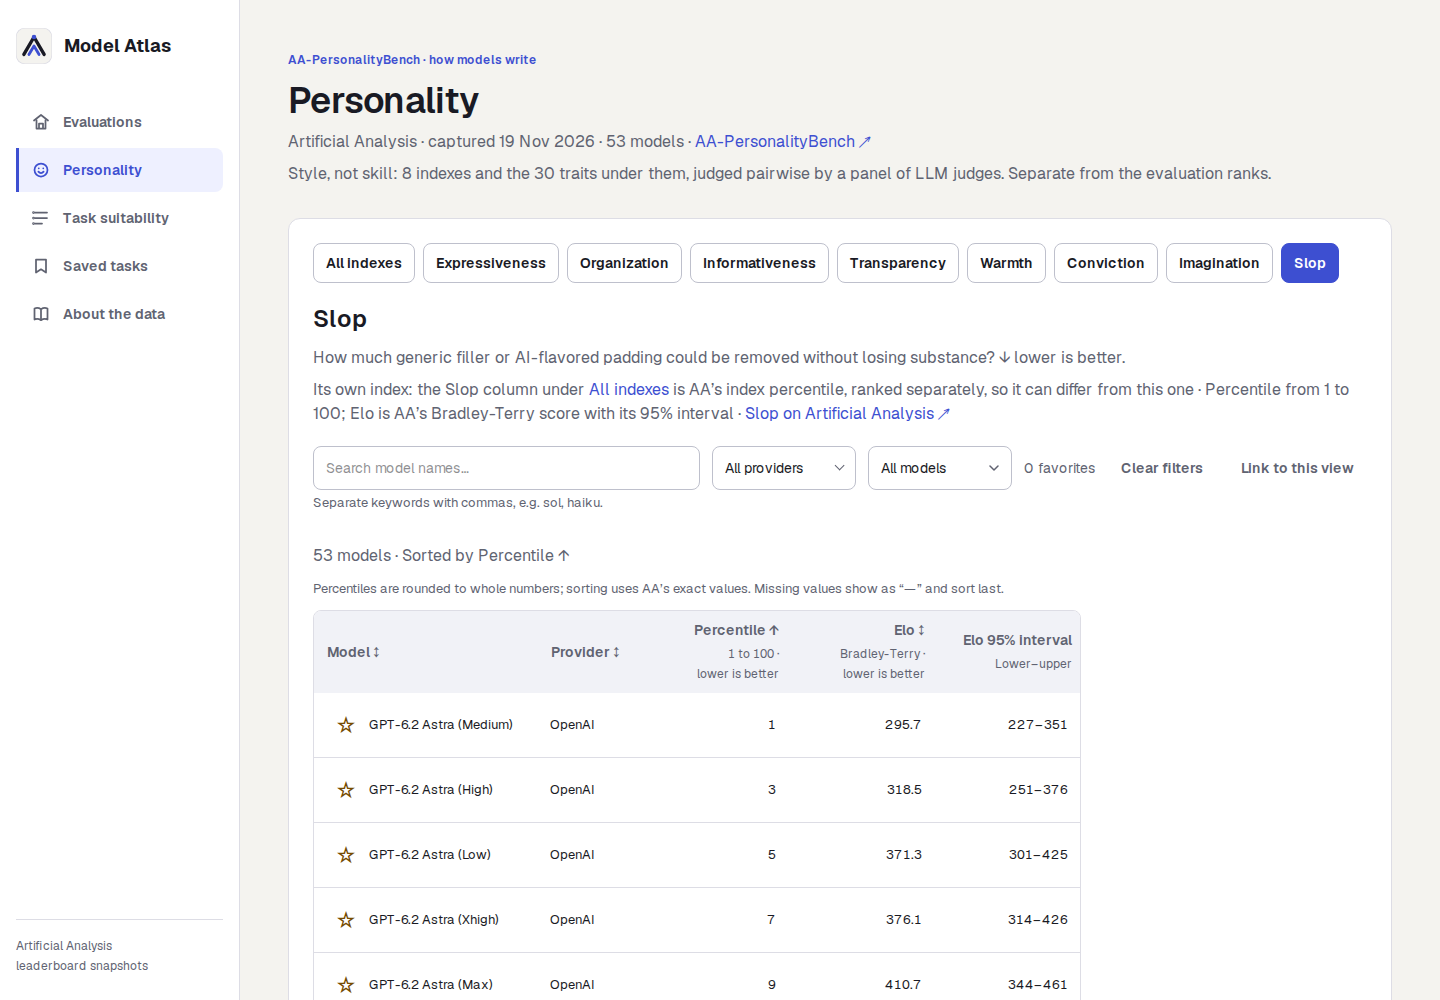 Model Atlas
Evaluations
Personality
Task suitability
Saved tasks
About the data
Artificial Analysis
leaderboard snapshots
AA-PersonalityBench · how models write
Personality
Artificial Analysis · captured 19 Nov 2026 · 53 models · AA-PersonalityBench ↗
Style, not skill: 8 indexes and the 30 traits under them, judged pairwise by a panel of LLM judges. Separate from the evaluation ranks.
All indexes Expressiveness Organization Informativeness Transparency Warmth Conviction Imagination Slop
Slop
How much generic filler or AI-flavored padding could be removed without losing substance? ↓ lower is better.
Its own index: the Slop column under All indexes is AA’s index percentile, ranked separately, so it can differ from this one · Percentile from 1 to
100; Elo is AA’s Bradley-Terry score with its 95% interval · Slop on Artificial Analysis ↗
Search model names… All providers All models 0 favorites Clear filters Link to this view
Separate keywords with commas, e.g. sol, haiku.
53 models · Sorted by Percentile ↑
Percentiles are rounded to whole numbers; sorting uses AA’s exact values. Missing values show as “—” and sort last.
Model ↕ Provider ↕ Percentile ↑ Elo ↕ Elo 95% interval
1 to 100 · Bradley-Terry · Lower–upper
lower is better lower is better
GPT-6.2 Astra (Medium) OpenAI 1 295.7 227–351
GPT-6.2 Astra (High) OpenAI 3 318.5 251–376
GPT-6.2 Astra (Low) OpenAI 5 371.3 301–425
GPT-6.2 Astra (Xhigh) OpenAI 7 376.1 314–426
GPT-6.2 Astra (Max) OpenAI 9 410.7 344–461